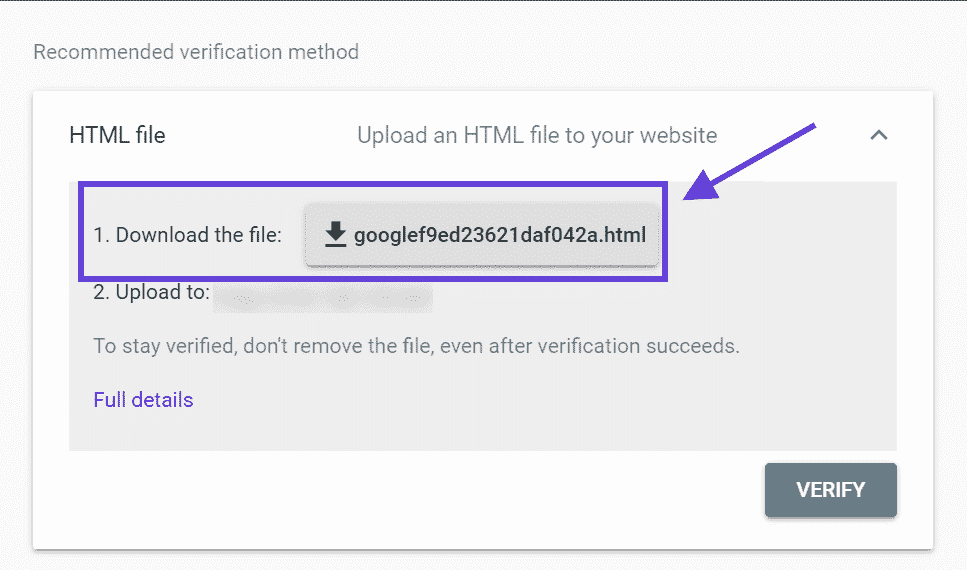 Recommended verification method
HTML file Upload an HTML file to your website
1. Download the file: googlef9ed23621daf042a.html
2. Upload to:
To stay verified, don't remove the file, even after verification succeeds.
Full details
VERIFY